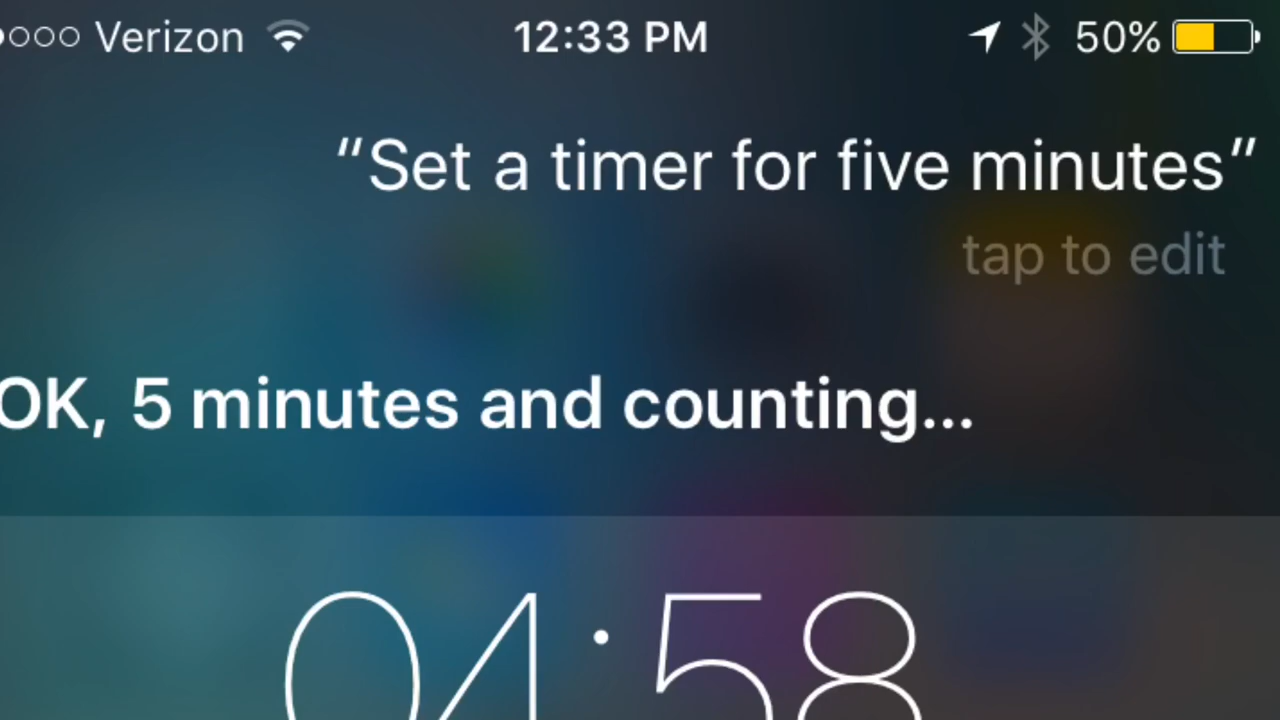 Verizon 12:33 PM 50%
“Set a timer for five minutes”
tap to edit
OK, 5 minutes and counting...
04:58